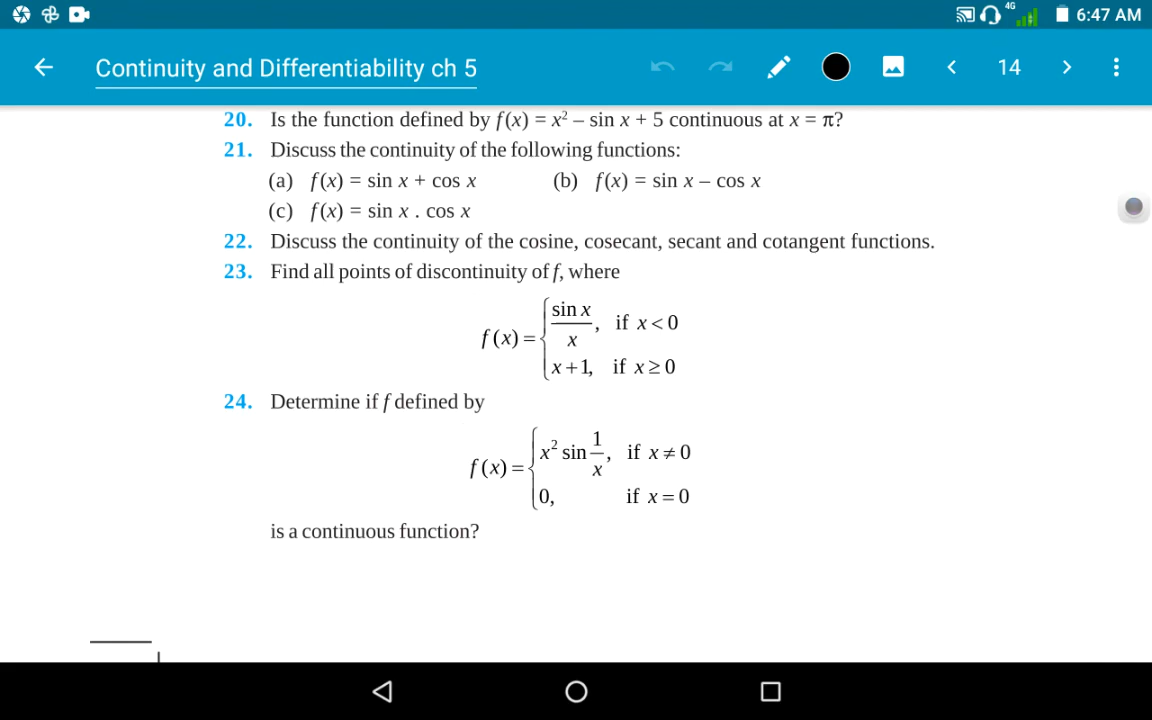 4G 6:47 AM
Continuity and Differentiability ch 5 14
20. Is the function defined by f(x) = x² – sin x + 5 continuous at x = π?
21. Discuss the continuity of the following functions:
(a) f(x) = sin x + cos x (b) f(x) = sin x – cos x
(c) f(x) = sin x . cos x
22. Discuss the continuity of the cosine, cosecant, secant and cotangent functions.
23. Find all points of discontinuity of f, where
f(x) = { sin x / x, if x < 0
x + 1, if x ≥ 0
24. Determine if f defined by
f(x) = { x² sin 1/x, if x ≠ 0
0, if x = 0
is a continuous function?